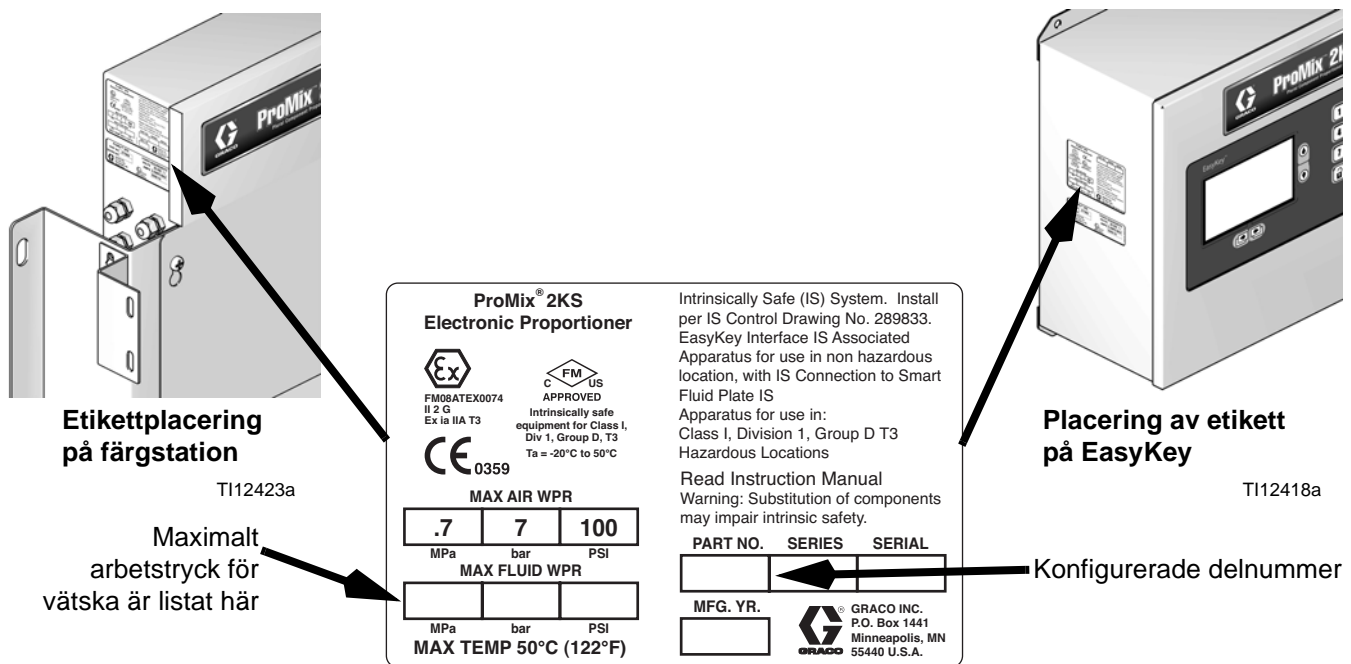 ProMix
GRACO
ProMix 2K
GRACO
EasyKey
Etikettplacering
på färgstation
TI12423a
Placering av etikett
på EasyKey
TI12418a
Maximalt
arbetstryck för
vätska är listat här
Konfigurerade delnummer
ProMix® 2KS
Electronic Proportioner
Ex
FM08ATEX0074
II 2 G
Ex ia IIA T3
CE 0359
C FM US
APPROVED
Intrinsically safe
equipment for Class I,
Div 1, Group D, T3
Ta = -20°C to 50°C
MAX AIR WPR
.7 7 100
MPa bar PSI
MAX FLUID WPR
MPa bar PSI
MAX TEMP 50°C (122°F)
Intrinsically Safe (IS) System. Install
per IS Control Drawing No. 289833.
EasyKey Interface IS Associated
Apparatus for use in non hazardous
location, with IS Connection to Smart
Fluid Plate IS
Apparatus for use in:
Class I, Division 1, Group D T3
Hazardous Locations
Read Instruction Manual
Warning: Substitution of components
may impair intrinsic safety.
PART NO. SERIES SERIAL
MFG. YR.
GRACO
®
GRACO INC.
P.O. Box 1441
Minneapolis, MN
55440 U.S.A.